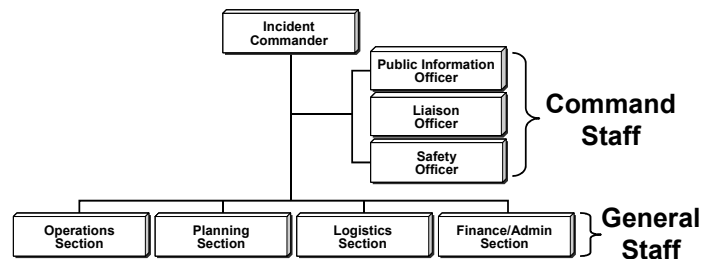 Incident
Commander
Public Information
Officer
Liaison
Officer
Safety
Officer
Command
Staff
Operations
Section
Planning
Section
Logistics
Section
Finance/Admin
Section
General
Staff